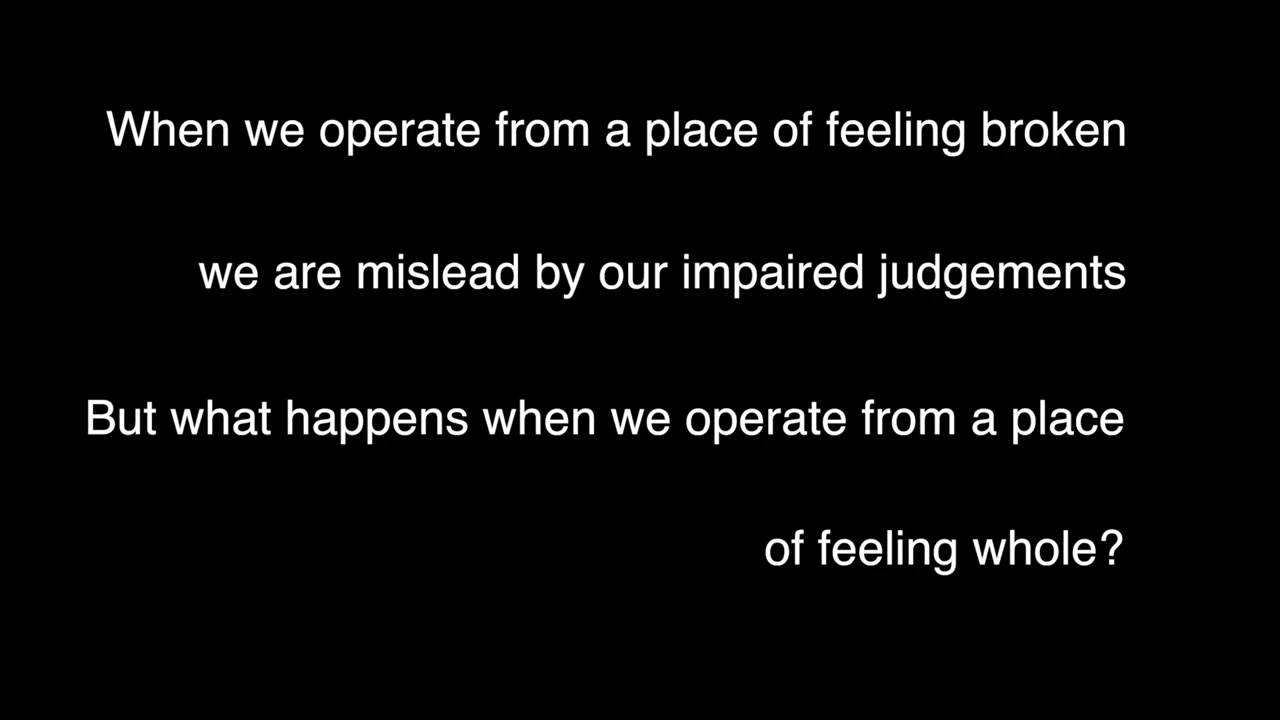 When we operate from a place of feeling broken
we are mislead by our impaired judgements
But what happens when we operate from a place
of feeling whole?